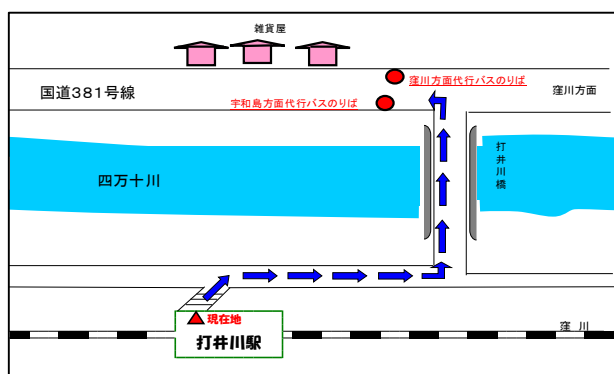 雑貨屋
窪川方面代行バスのりば
国道381号線
窪川方面
宇和島方面代行バスのりば
打井川橋
四万十川
現在地
打井川駅
窪川